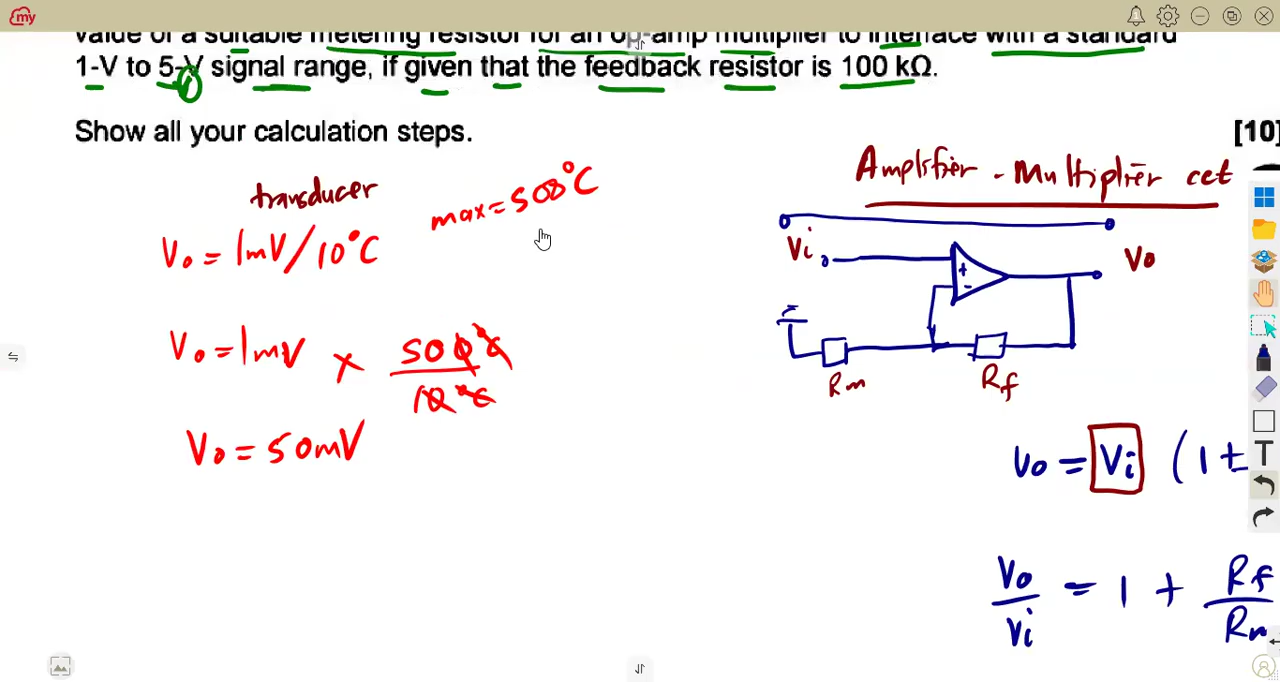 my
value of a suitable metering resistor for an op-amp multiplier to interface with a standard
1-V to 5-V signal range, if given that the feedback resistor is 100 kΩ.
Show all your calculation steps.
[10]
transducer
max = 500°C
Vo = 1mV/10°C
Vo = 1mV × 500°C
10°C
Vo = 50mV
Amplifier - Multiplier cct
Vi
+
-
Vo
Rm
Rf
Vo = Vi (1+
Vo = 1 + Rf
Vi Rm
T